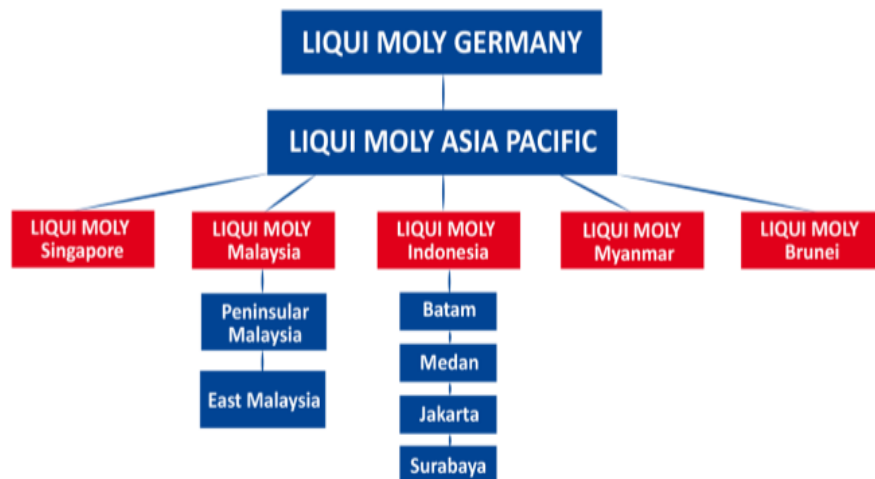 LIQUI MOLY GERMANY
LIQUI MOLY ASIA PACIFIC
LIQUI MOLY
Singapore
LIQUI MOLY
Malaysia
LIQUI MOLY
Indonesia
LIQUI MOLY
Myanmar
LIQUI MOLY
Brunei
Peninsular
Malaysia
East Malaysia
Batam
Medan
Jakarta
Surabaya